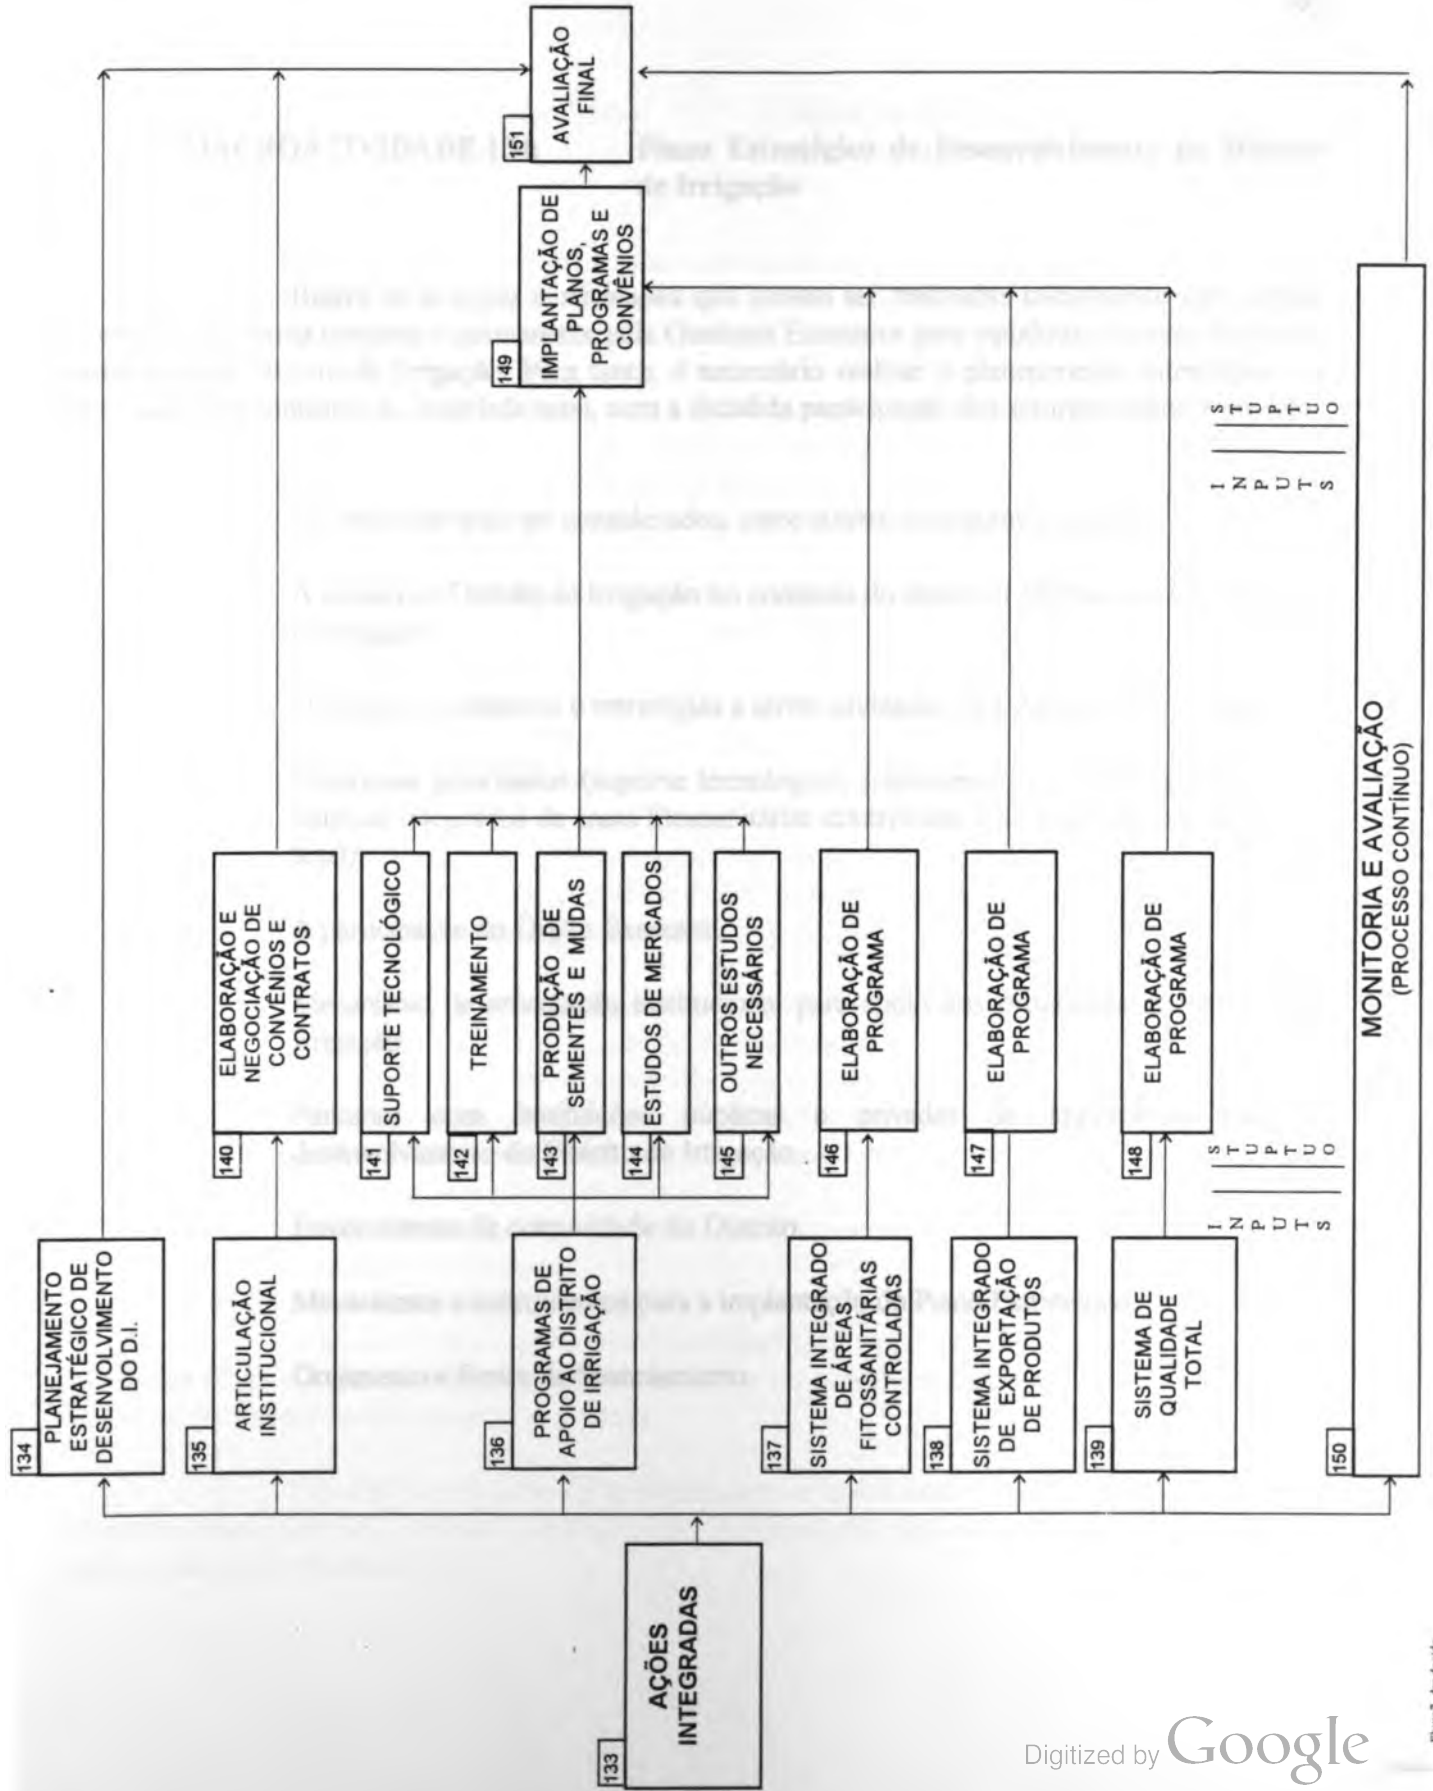 133
AÇÕES
INTEGRADAS
134
PLANEJAMENTO
ESTRATÉGICO DE
DESENVOLVIMENTO
DO D.I.
135
ARTICULAÇÃO
INSTITUCIONAL
136
PROGRAMAS DE
APOIO AO DISTRITO
DE IRRIGAÇÃO
137
SISTEMA INTEGRADO
DE ÁREAS
FITOSSANITÁRIAS
CONTROLADAS
138
SISTEMA INTEGRADO
DE EXPORTAÇÃO
DE PRODUTOS
139
SISTEMA DE
QUALIDADE
TOTAL
140
ELABORAÇÃO E
NEGOCIAÇÃO DE
CONVÊNIOS E
CONTRATOS
141
SUPORTE TECNOLÓGICO
142
TREINAMENTO
143
PRODUÇÃO DE
SEMENTES E MUDAS
144
ESTUDOS DE MERCADOS
145
OUTROS ESTUDOS
NECESSÁRIOS
146
ELABORAÇÃO DE
PROGRAMA
147
ELABORAÇÃO DE
PROGRAMA
148
ELABORAÇÃO DE
PROGRAMA
149
IMPLANTAÇÃO DE
PLANOS,
PROGRAMAS E
CONVÊNIOS
151
AVALIAÇÃO
FINAL
INPUTS
STUPTUO
INPUTS
STUPTUO
150
MONITORIA E AVALIAÇÃO
(PROCESSO CONTÍNUO)
Digitized by Google